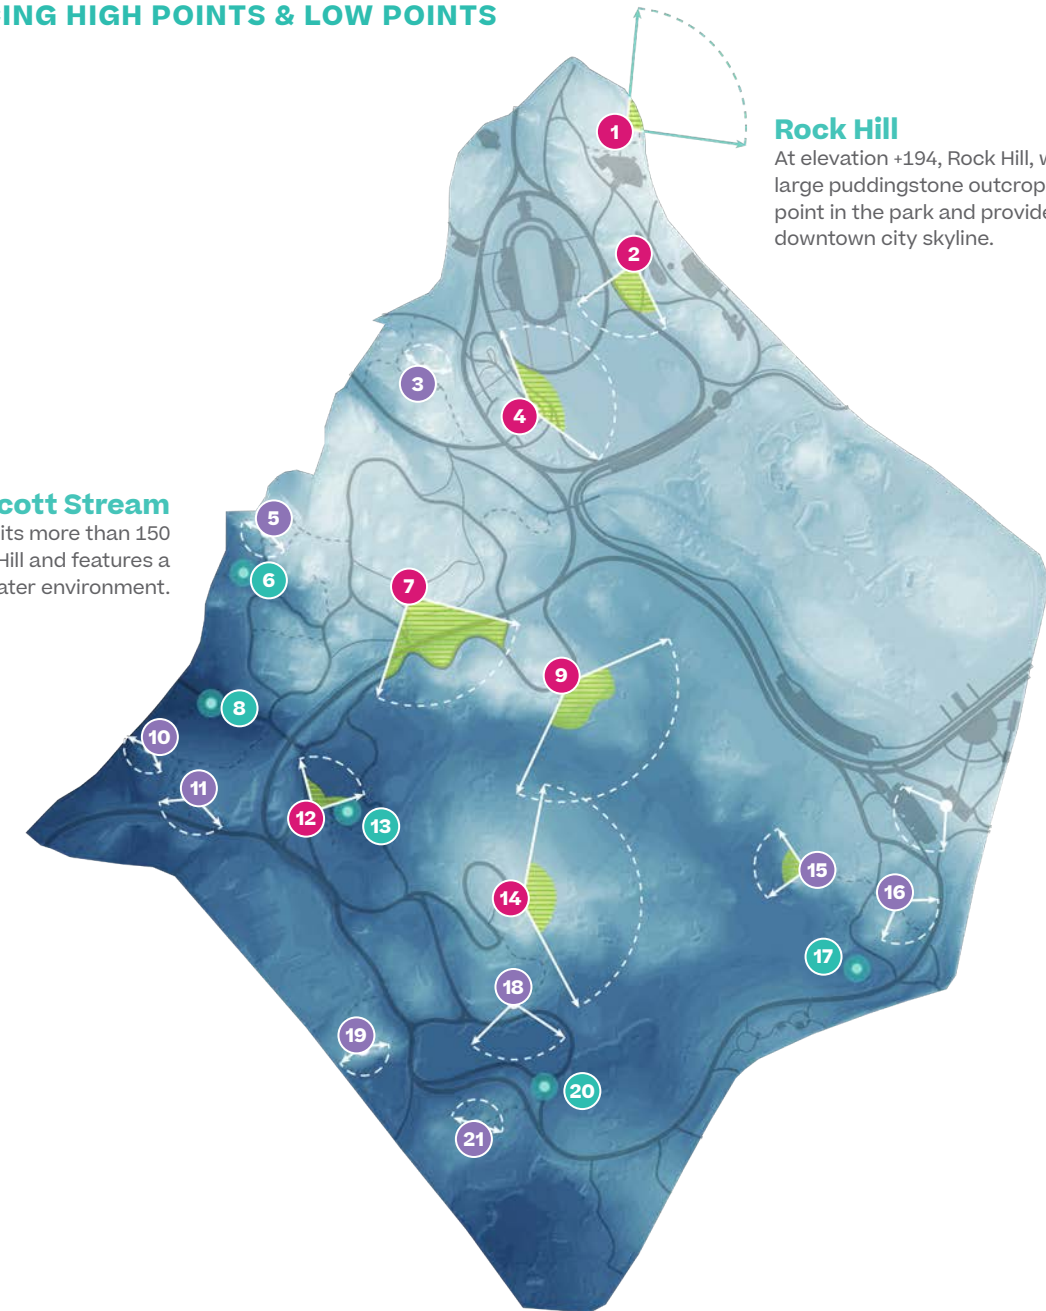 ING HIGH POINTS & LOW POINTS
1
Rock Hill
At elevation +194, Rock Hill,
large puddingstone outcrop
point in the park and provide
downtown city skyline.
2
3
4
cott Stream
its more than 150
Hill and features a
ater environment.
5
6
7
8
9
10
11
12
13
14
15
16
17
18
19
20
21